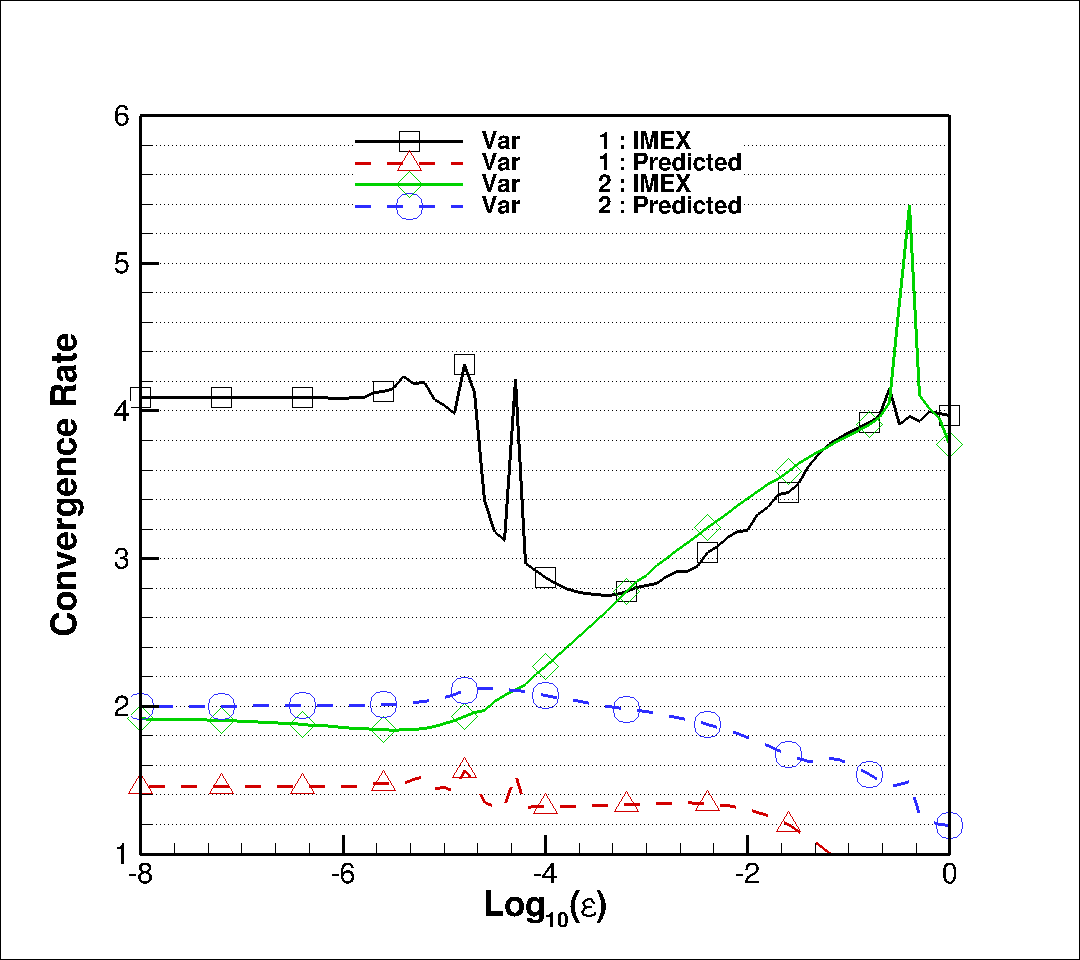 6
5
4
3
2
1
-8
-6
-4
-2
0
Convergence Rate
Log10(ε)
Var 1 : IMEX
Var 1 : Predicted
Var 2 : IMEX
Var 2 : Predicted